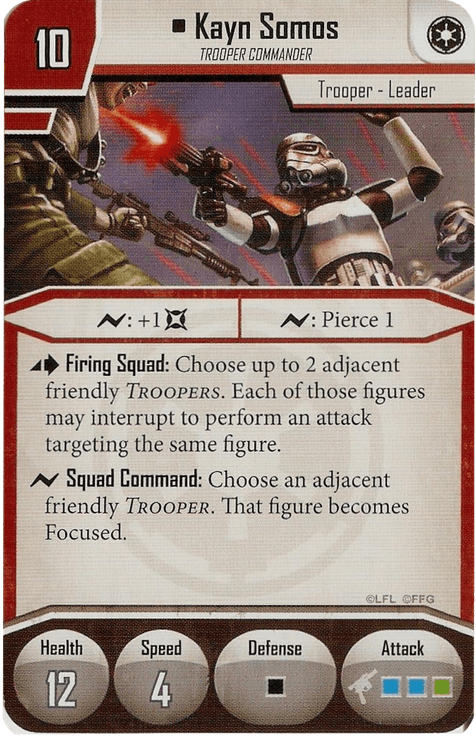 10
Kayn Somos
TROOPER COMMANDER
Trooper - Leader
: +1
: Pierce 1
Firing Squad: Choose up to 2 adjacent
friendly TROOPERS. Each of those figures
may interrupt to perform an attack
targeting the same figure.
Squad Command: Choose an adjacent
friendly TROOPER. That figure becomes
Focused.
©LFL ©FFG
Health
Speed
Defense
Attack
12
4